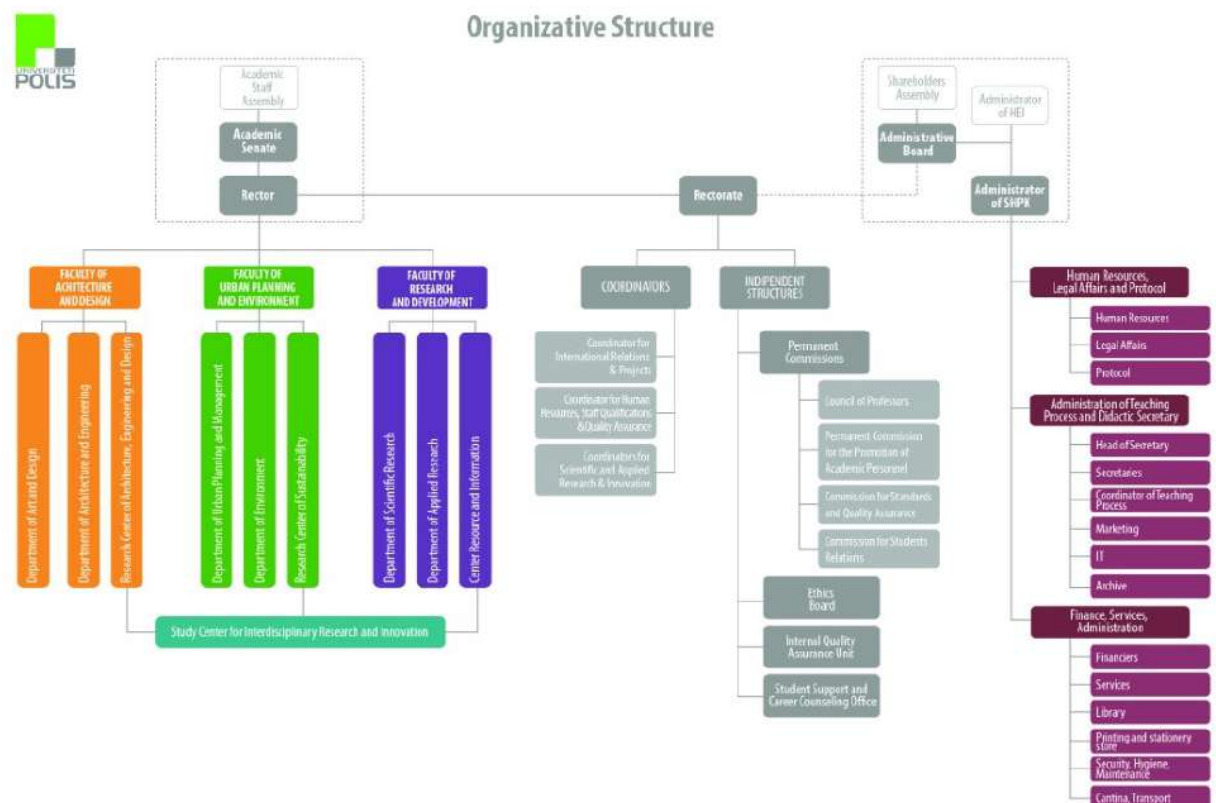 Organizative Structure
UNIVERSITETI
POLIS
Academic
Staff
Assembly
Academic
Senate
Rector
Rectorate
Shareholders
Assembly
Administrator
of HEI
Administrative
Board
Administrator
of SHPK
FACULTY OF
ACHITECTURE
AND DESIGN
FACULTY OF
URBAN PLANNING
AND ENVIRONMENT
FACULTY OF
RESEARCH
AND DEVELOPMENT
Department of Art and Design
Department of Architecture and Engineering
Research Center of Architecture, Engineering and Design
Department of Urban Planning and Management
Department of Environment
Research Center of Sustainability
Department of Scientific Research
Department of Applied Research
Center Resource and Information
Study Center for Interdisciplinary Research and Innovation
COORDINATORS
Coordinator for
International Relations
& Projects
Coordinator for Human
Resources, Staff Qualifications
& Quality Assurance
Coordinators for
Scientific and Applied
Research & Innovation
INDIPENDENT
STRUCTURES
Permanent
Commissions
Council of Professors
Permanent Commission
for the Promotion of
Academic Personnel
Commission for Standards
and Quality Assurance
Commission for Students
Relations
Ethics
Board
Internal Quality
Assurance Unit
Student Support and
Career Counseling Office
Human Resources,
Legal Affairs and Protocol
Human Resources
Legal Affairs
Protocol
Administration of Teaching
Process and Didactic Secretary
Head of Secretary
Secretaries
Coordinator of Teaching
Process
Marketing
IT
Archive
Finance, Services,
Administration
Financiers
Services
Library
Printing and stationery
store
Security, Hygiene,
Maintenance
Cantina, Transport